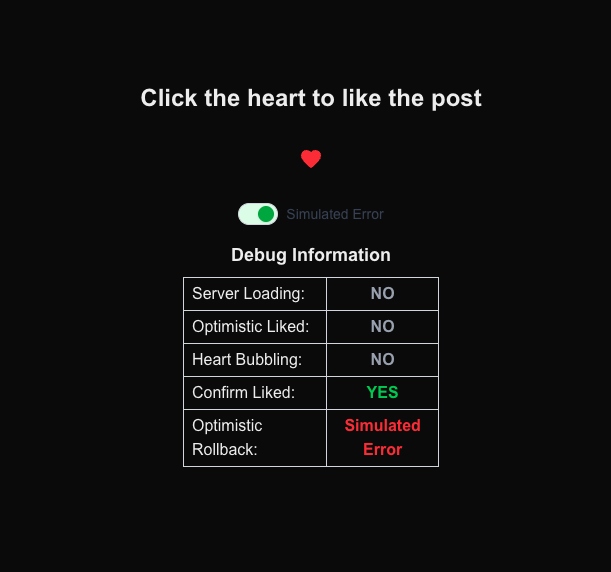 Click the heart to like the post
Simulated Error
Debug Information
Server Loading: NO
Optimistic Liked: NO
Heart Bubbling: NO
Confirm Liked: YES
Optimistic Simulated
Rollback: Error